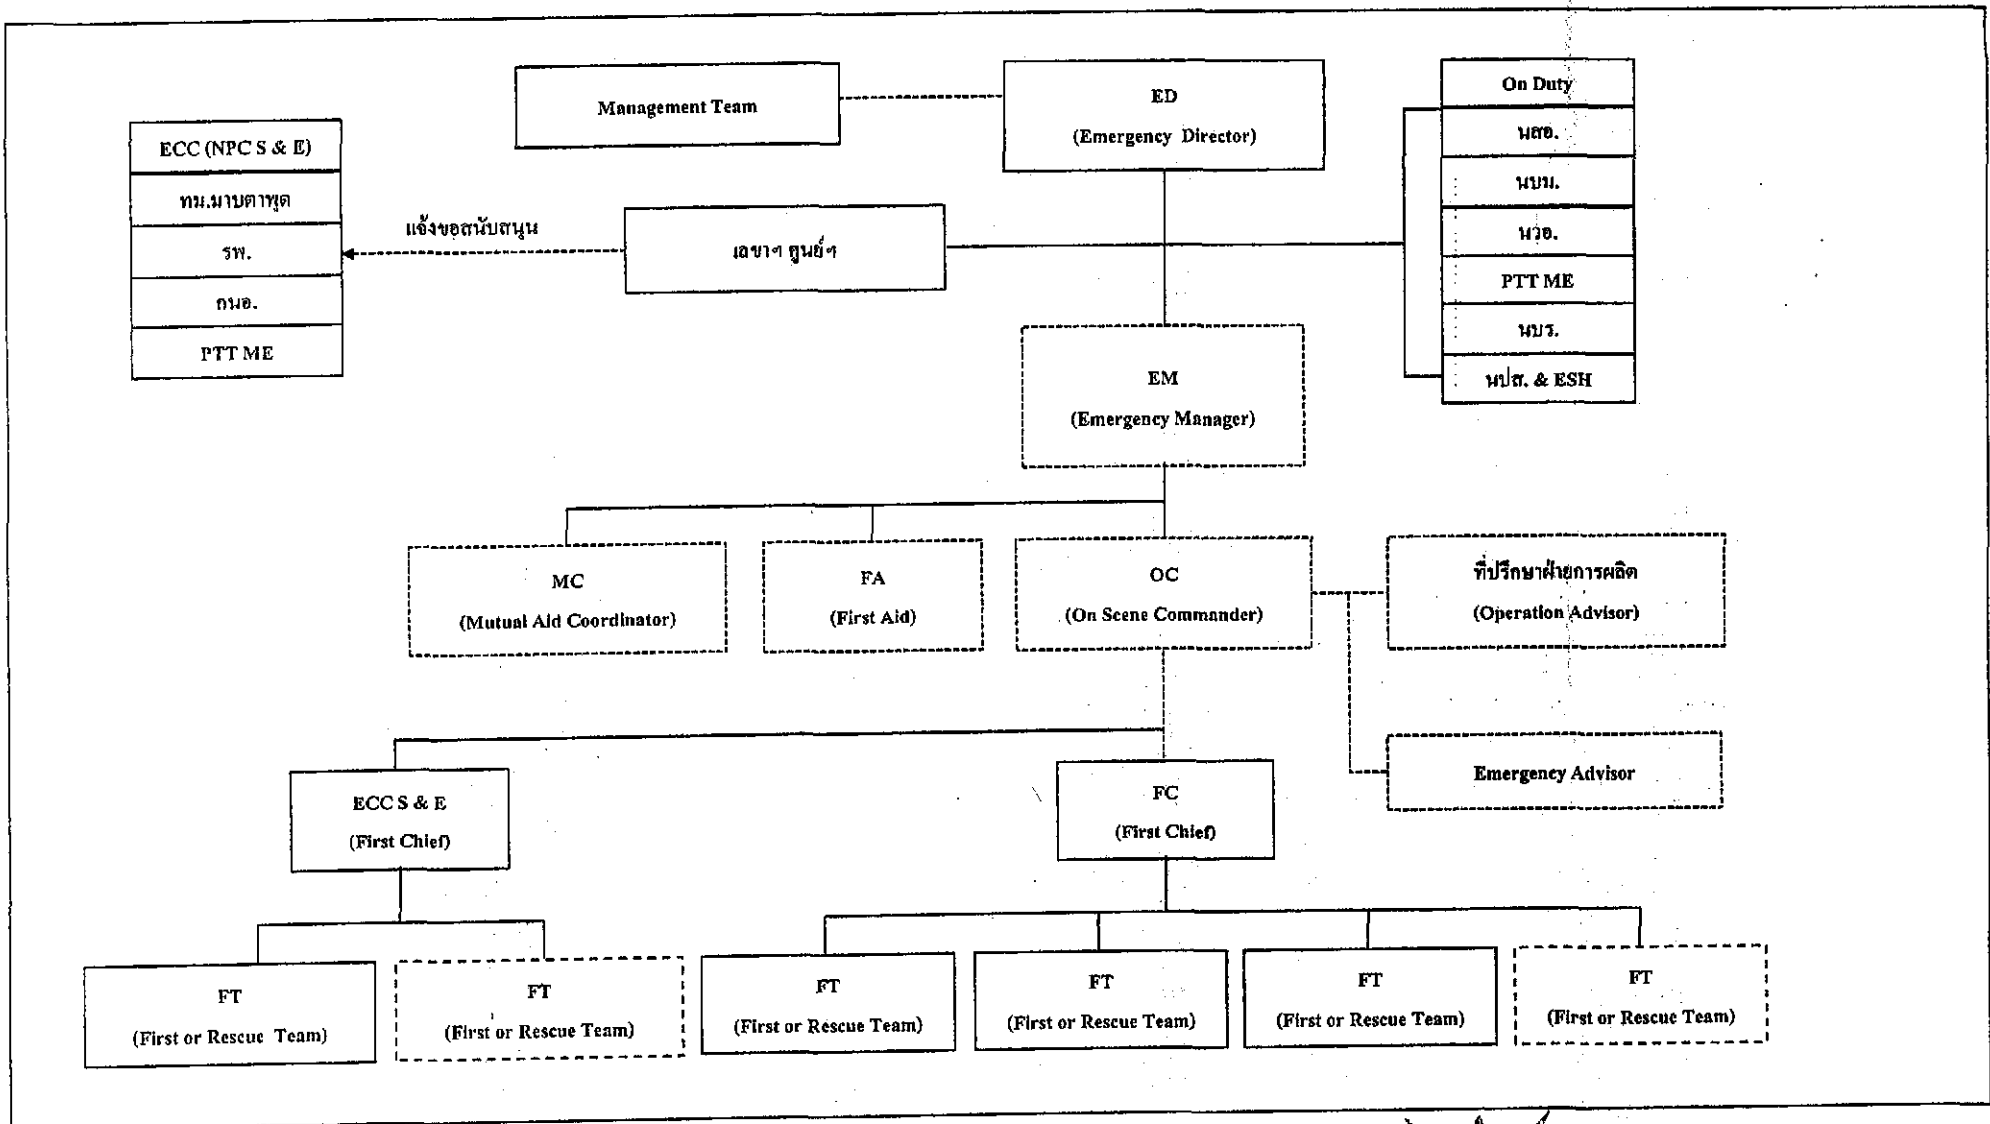 Management Team
ED
(Emergency Director)
On Duty
นสอ.
นบม.
นวอ.
PTT ME
นบร.
นปส. & ESH
ECC (NPC S & E)
ทม.มาบตาพุด
รพ.
กนอ.
PTT ME
แจ้งขอสนับสนุน
เลขาฯ ศูนย์ฯ
EM
(Emergency Manager)
MC
(Mutual Aid Coordinator)
FA
(First Aid)
OC
(On Scene Commander)
ที่ปรึกษาฝ่ายการผลิต
(Operation Advisor)
Emergency Advisor
ECC S & E
(First Chief)
FC
(First Chief)
FT
(First or Rescue Team)
FT
(First or Rescue Team)
FT
(First or Rescue Team)
FT
(First or Rescue Team)
FT
(First or Rescue Team)
FT
(First or Rescue Team)